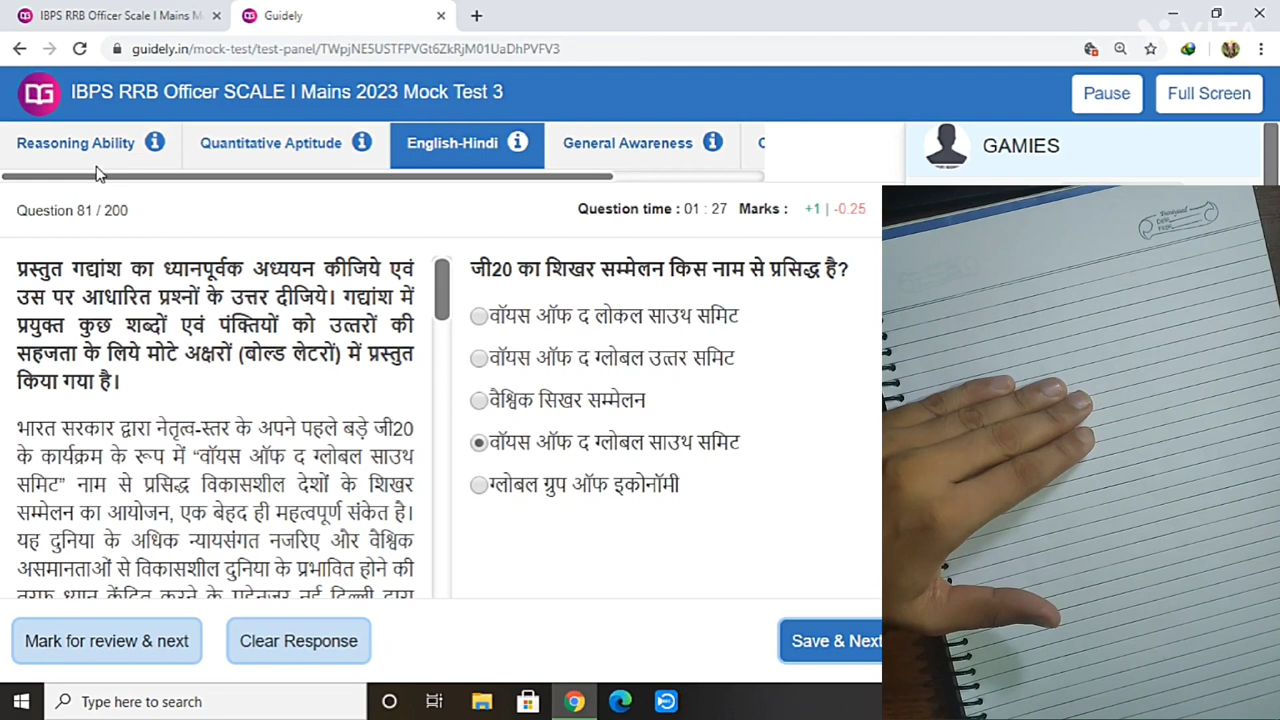 IBPS RRB Officer Scale I Mains M
Guidely
guidely.in/mock-test/test-panel/TWpjNE5USTFPVGt6ZkRjM01UaDhPVFV3
IBPS RRB Officer SCALE I Mains 2023 Mock Test 3
Pause
Full Screen
Reasoning Ability
Quantitative Aptitude
English-Hindi
General Awareness
GAMIES
Question 81 / 200
Question time : 01 : 27 Marks : +1 | -0.25
प्रस्तुत गद्यांश का ध्यानपूर्वक अध्ययन कीजिये एवं
उस पर आधारित प्रश्नों के उत्तर दीजिये। गद्यांश में
प्रयुक्त कुछ शब्दों एवं पंक्तियों को उत्तरों की
सहजता के लिये मोटे अक्षरों (बोल्ड लेटरों) में प्रस्तुत
किया गया है।
भारत सरकार द्वारा नेतृत्व-स्तर के अपने पहले बड़े जी20
के कार्यक्रम के रूप में “वॉयस ऑफ द ग्लोबल साउथ
समिट” नाम से प्रसिद्ध विकासशील देशों के शिखर
सम्मेलन का आयोजन, एक बेहद ही महत्वपूर्ण संकेत है।
यह दुनिया के अधिक न्यायसंगत नजरिए और वैश्विक
असमानताओं से विकासशील दुनिया के प्रभावित होने की
तरफ ध्यान केंद्रित करने के मद्देनजर नई दिल्ली द्वारा
जी20 का शिखर सम्मेलन किस नाम से प्रसिद्ध है?
वॉयस ऑफ द लोकल साउथ समिट
वॉयस ऑफ द ग्लोबल उत्तर समिट
वैश्विक सिखर सम्मेलन
वॉयस ऑफ द ग्लोबल साउथ समिट
ग्लोबल ग्रुप ऑफ इकोनॉमी
Mark for review & next
Clear Response
Save & Next
Type here to search